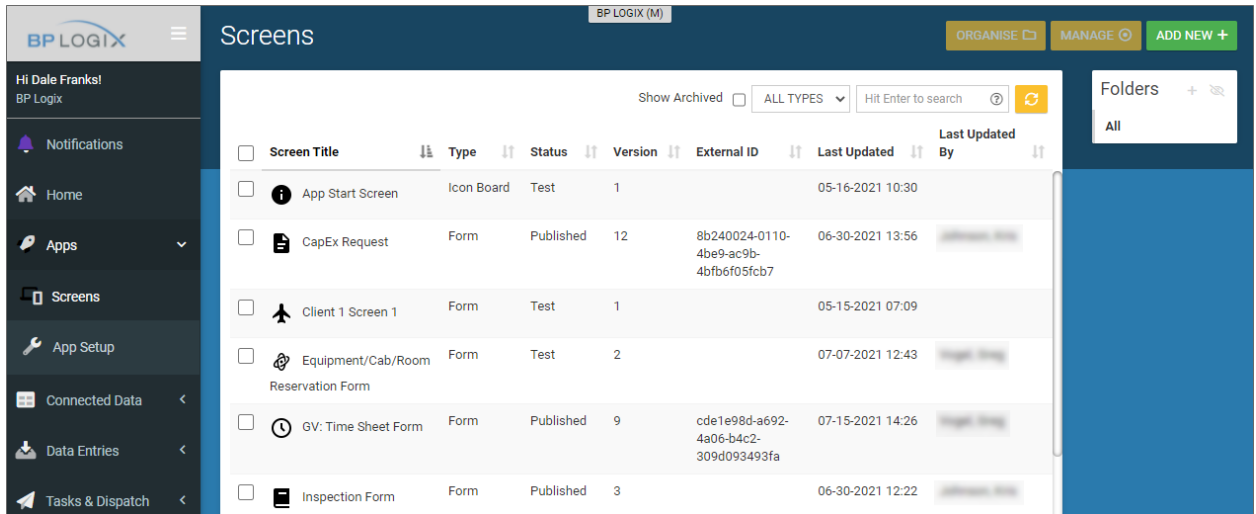 BP LOGIX (M)
BPLOGIX
Screens
ORGANISE
MANAGE
ADD NEW +
Hi Dale Franks!
BP Logix
Notifications
Home
Apps
Screens
App Setup
Connected Data
Data Entries
Tasks & Dispatch
Show Archived
ALL TYPES
Hit Enter to search
Folders
All
Screen Title Type Status Version External ID Last Updated Last Updated
By
App Start Screen Icon Board Test 1 05-16-2021 10:30
CapEx Request Form Published 12 8b240024-0110- 06-30-2021 13:56
4be9-ac9b-
4bfb6f05fcb7
Client 1 Screen 1 Form Test 1 05-15-2021 07:09
Equipment/Cab/Room Form Test 2 07-07-2021 12:43
Reservation Form
GV: Time Sheet Form Form Published 9 cde1e98d-a692- 07-15-2021 14:26
4a06-b4c2-
309d093493fa
Inspection Form Form Published 3 06-30-2021 12:22